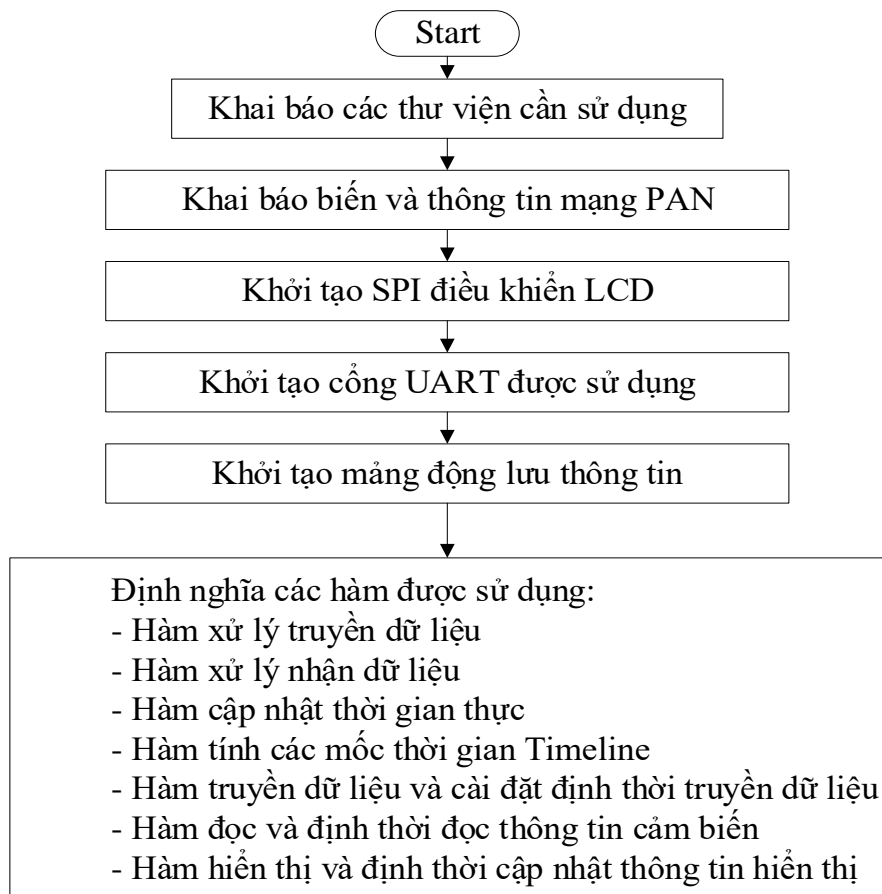 Start
Khai báo các thư viện cần sử dụng
Khai báo biến và thông tin mạng PAN
Khởi tạo SPI điều khiển LCD
Khởi tạo cổng UART được sử dụng
Khởi tạo mảng động lưu thông tin
Định nghĩa các hàm được sử dụng:
- Hàm xử lý truyền dữ liệu
- Hàm xử lý nhận dữ liệu
- Hàm cập nhật thời gian thực
- Hàm tính các mốc thời gian Timeline
- Hàm truyền dữ liệu và cài đặt định thời truyền dữ liệu
- Hàm đọc và định thời đọc thông tin cảm biến
- Hàm hiển thị và định thời cập nhật thông tin hiển thị